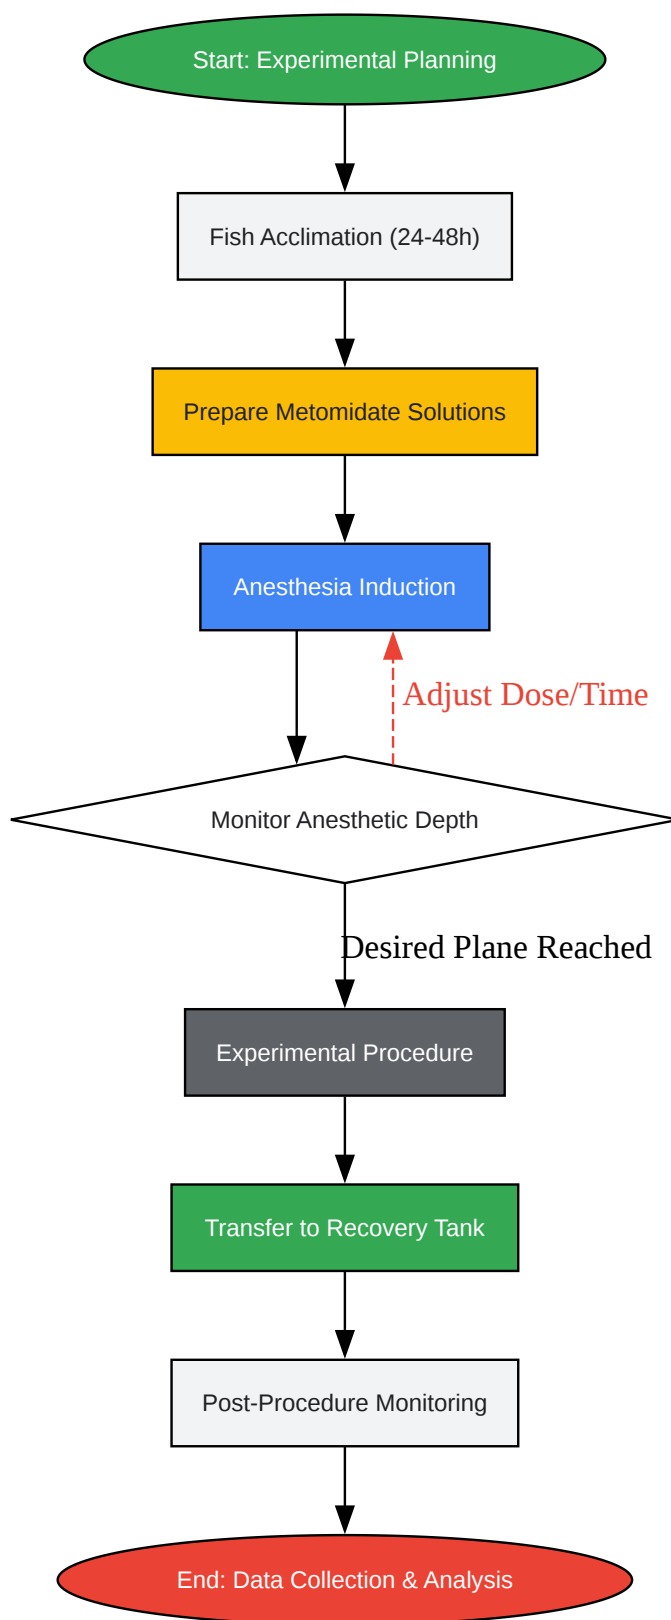 Start: Experimental Planning
Fish Acclimation (24-48h)
Prepare Metomidate Solutions
Anesthesia Induction
Adjust Dose/Time
Monitor Anesthetic Depth
Desired Plane Reached
Experimental Procedure
Transfer to Recovery Tank
Post-Procedure Monitoring
End: Data Collection & Analysis